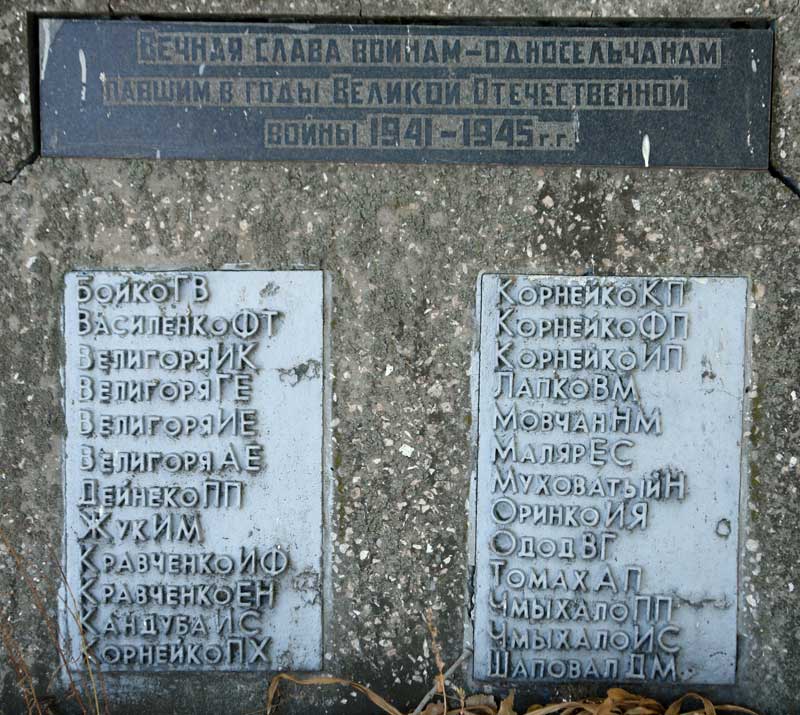 Вечная слава воинам-односельчанам
павшим в годы Великой Отечественной
войны 1941-1945г.г.
Бойко Г В
Василенко Ф Т
Велигоря И К
Велигоря Г Е
Велигоря И Е
Велигоря А Е
Дейнеко П П
Жук И М
Кравченко И Ф
Кравченко Е Н
Кандуба И С
Корнейко П Х
Корнейко К П
Корнейко Ф П
Корнейко И П
Лапко В М
Мовчан Н М
Маляр Е С
Муховатый Н
Оринко И Я
Одод В Г
Томах А П
Чмыхало П П
Чмыхало И С
Шаповал Д М